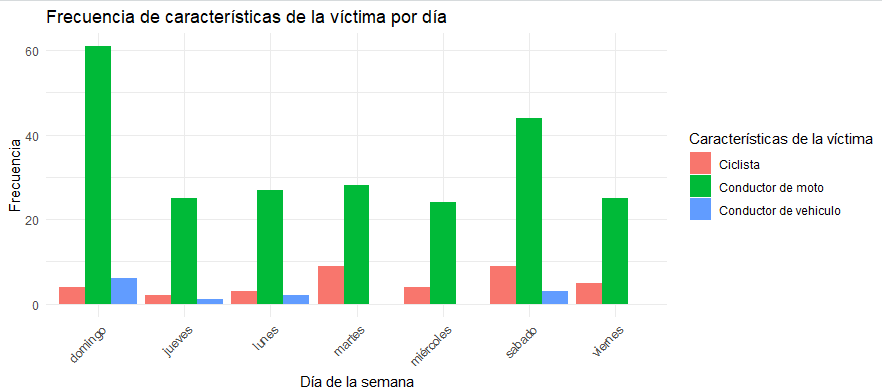 Frecuencia de características de la víctima por día
Frecuencia
60
40
20
0
domingo
jueves
lunes
martes
miércoles
sabado
viernes
Día de la semana
Características de la víctima
Ciclista
Conductor de moto
Conductor de vehiculo